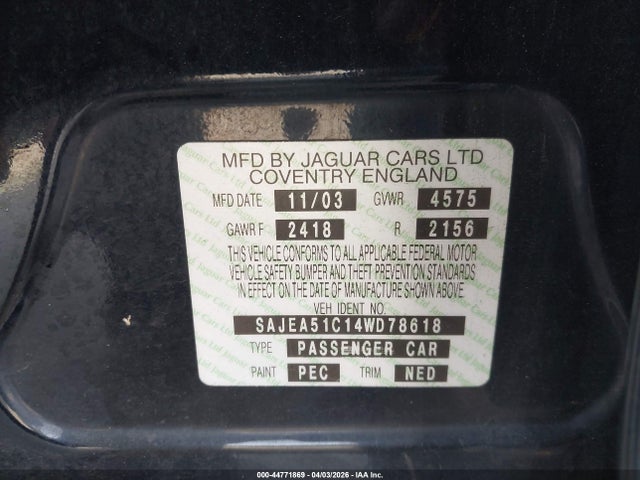 MFD BY JAGUAR CARS LTD
COVENTRY ENGLAND
MFD DATE 11/03 GVWR 4575
GAWR F 2418 R 2156
THIS VEHICLE CONFORMS TO ALL APPLICABLE FEDERAL MOTOR
VEHICLE SAFETY BUMPER AND THEFT PREVENTION STANDARDS
IN EFFECT ON THE DATE OF MANUFACTURE SHOWN ABOVE
VEH IDENT NO.
SAJEA51C14WD78618
TYPE PASSENGER CAR
PAINT PEC TRIM NED
000-44771869 - 04/03/2026 - IAA Inc.